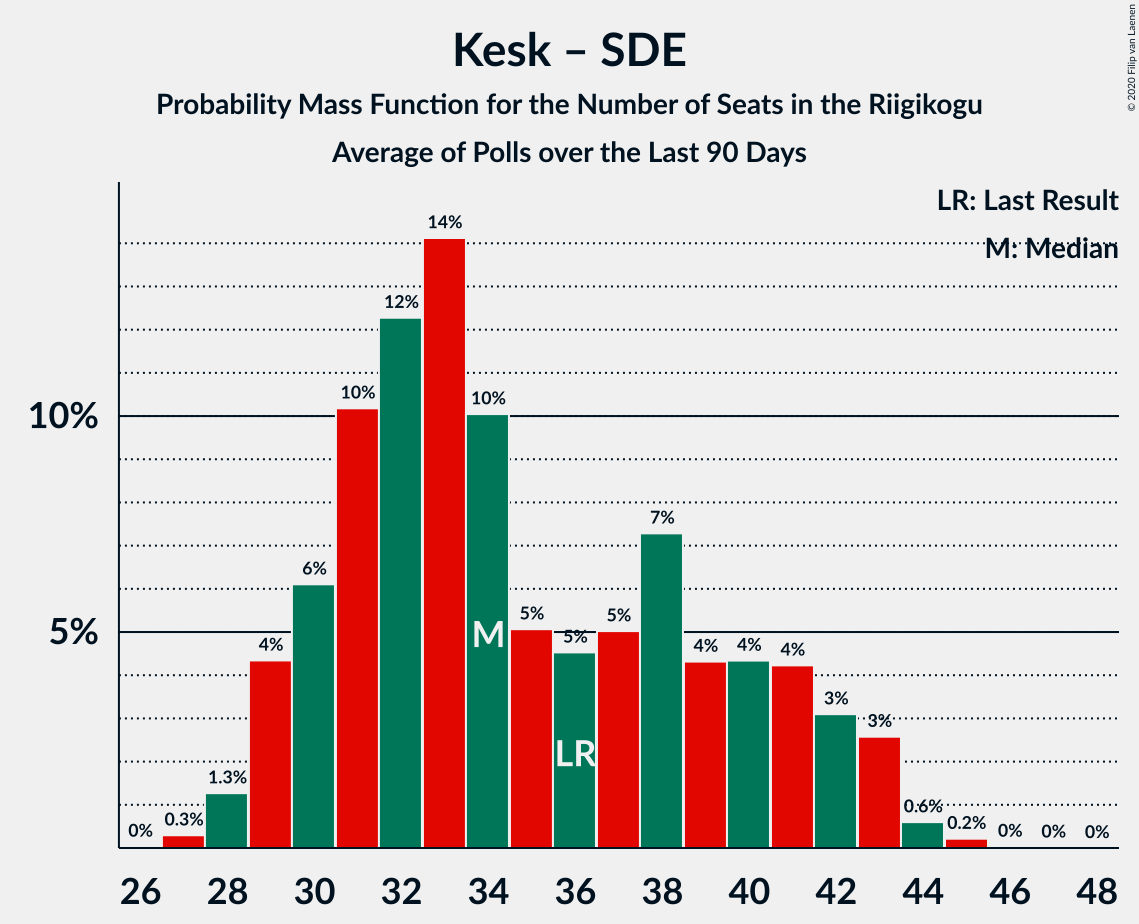 Kesk – SDE
Probability Mass Function for the Number of Seats in the Riigikogu
Average of Polls over the Last 90 Days
© 2020 Filip van Laenen
LR: Last Result
M: Median
10%
5%
0%
0.3%
1.3%
4%
6%
10%
12%
14%
10%
5%
5%
5%
7%
4%
4%
4%
3%
3%
0.6%
0.2%
0%
0%
0%
M
LR
26 28 30 32 34 36 38 40 42 44 46 48